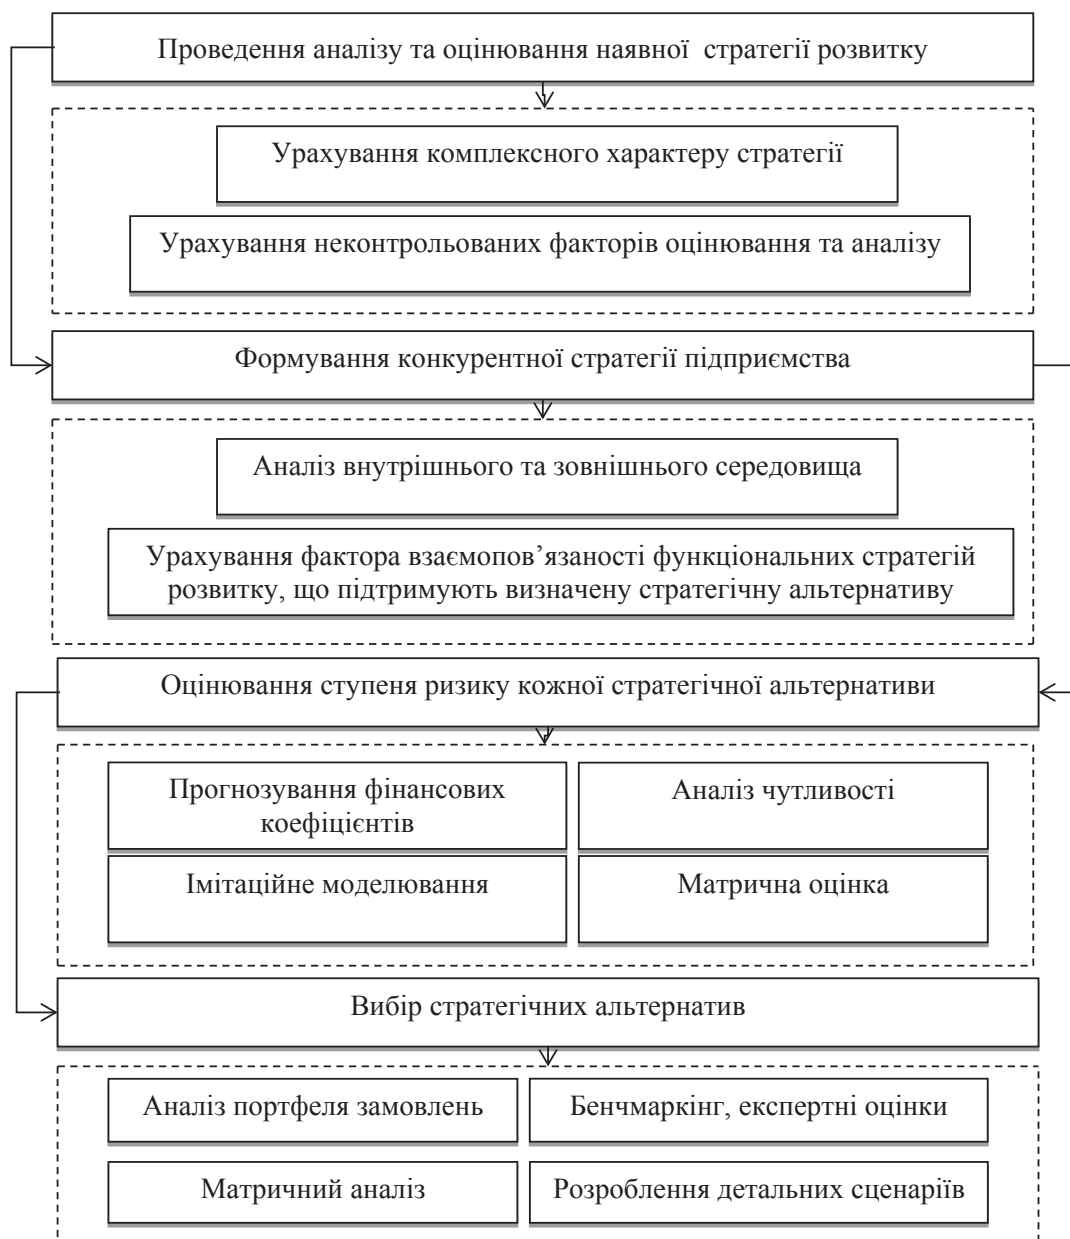 Проведення аналізу та оцінювання наявної стратегії розвитку
Урахування комплексного характеру стратегії
Урахування неконтрольованих факторів оцінювання та аналізу
Формування конкурентної стратегії підприємства
Аналіз внутрішнього та зовнішнього середовища
Урахування фактора взаємопов’язаності функціональних стратегій
розвитку, що підтримують визначену стратегічну альтернативу
Оцінювання ступеня ризику кожної стратегічної альтернативи
Прогнозування фінансових
коефіцієнтів
Аналіз чутливості
Імітаційне моделювання
Матрична оцінка
Вибір стратегічних альтернатив
Аналіз портфеля замовлень
Бенчмаркінг, експертні оцінки
Матричний аналіз
Розроблення детальних сценаріїв